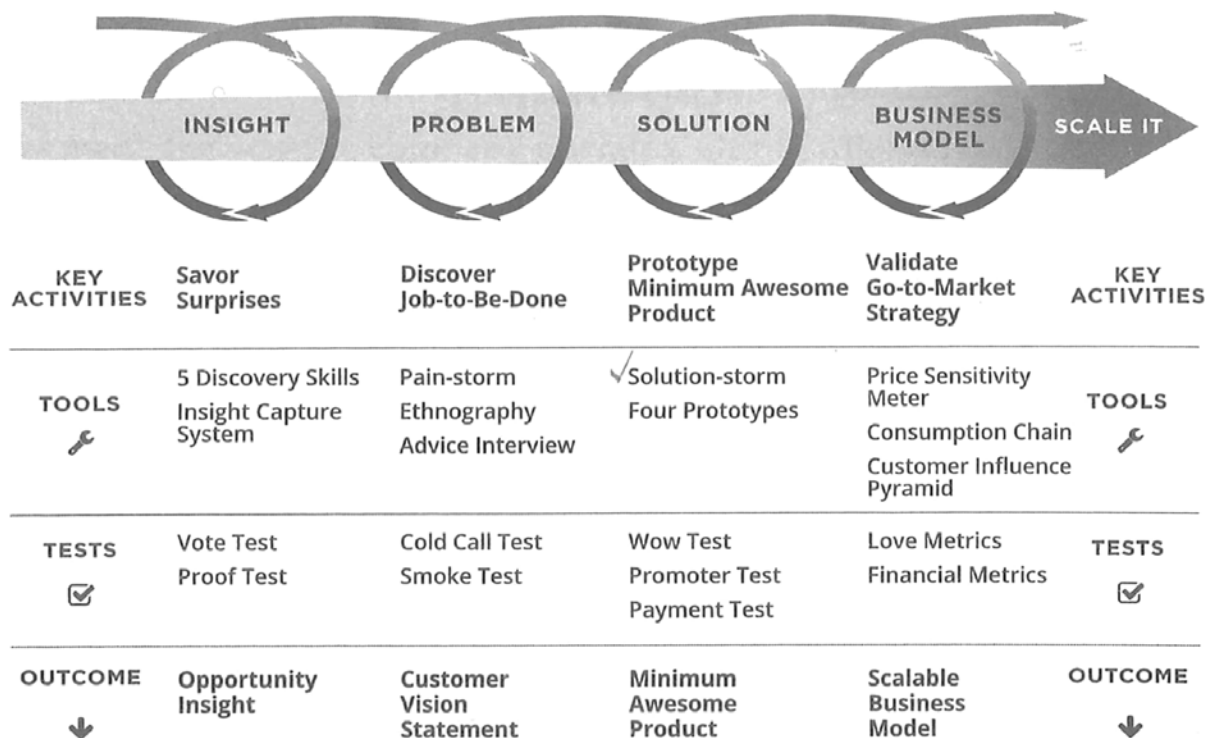 INSIGHT
PROBLEM
SOLUTION
BUSINESS
MODEL
SCALE IT
KEY
ACTIVITIES
Savor
Surprises
Discover
Job-to-Be-Done
Prototype
Minimum Awesome
Product
Validate
Go-to-Market
Strategy
KEY
ACTIVITIES
TOOLS
5 Discovery Skills
Insight Capture
System
Pain-storm
Ethnography
Advice Interview
Solution-storm
Four Prototypes
Price Sensitivity
Meter
Consumption Chain
Customer Influence
Pyramid
TOOLS
TESTS
Vote Test
Proof Test
Cold Call Test
Smoke Test
Wow Test
Promoter Test
Payment Test
Love Metrics
Financial Metrics
TESTS
OUTCOME
Opportunity
Insight
Customer
Vision
Statement
Minimum
Awesome
Product
Scalable
Business
Model
OUTCOME